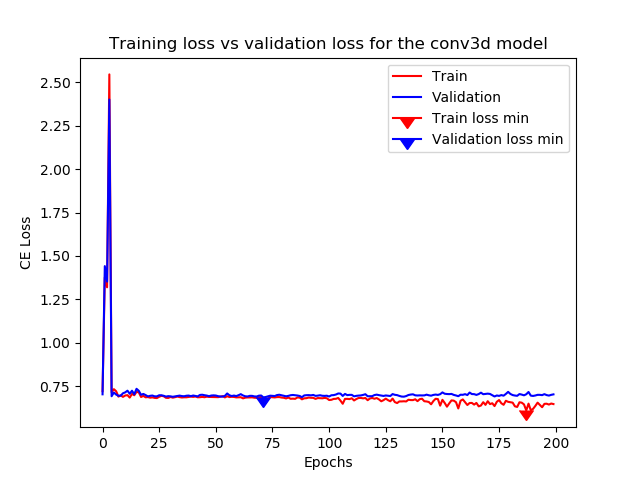 Training loss vs validation loss for the conv3d model
Train
Validation
Train loss min
Validation loss min
CE Loss
2.50
2.25
2.00
1.75
1.50
1.25
1.00
0.75
0 25 50 75 100 125 150 175 200
Epochs